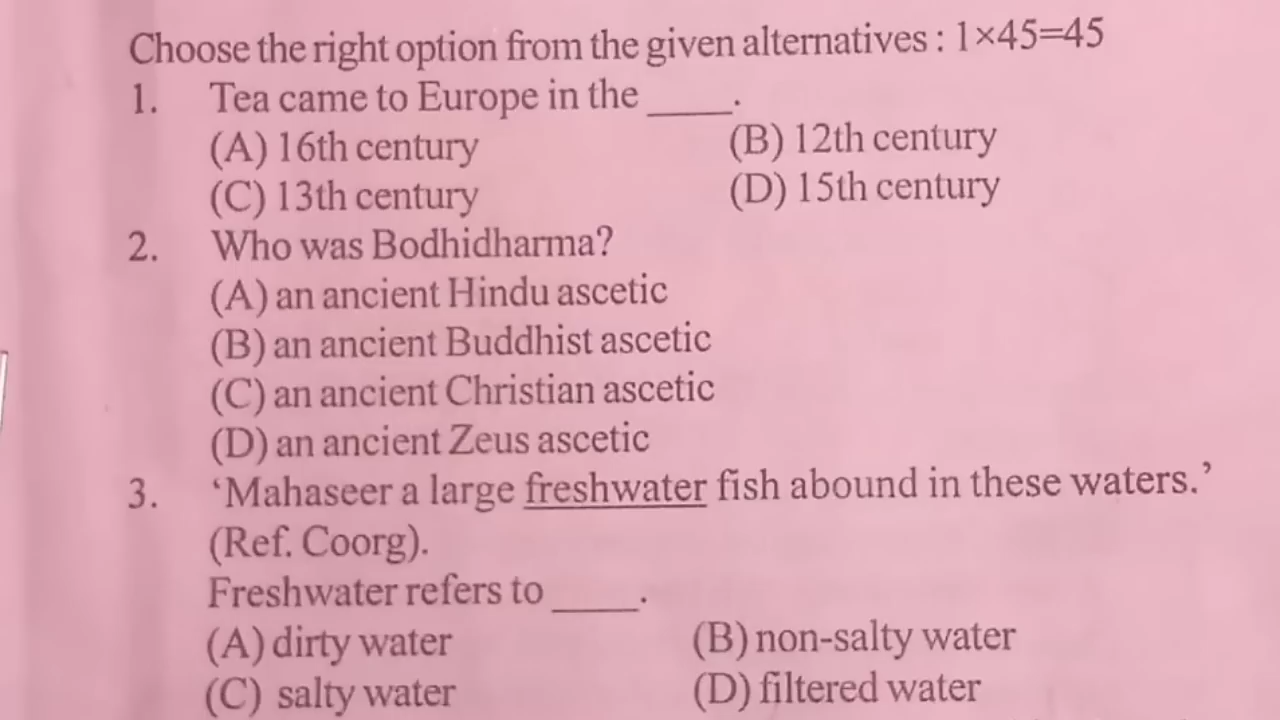 Choose the right option from the given alternatives : 1×45=45
1. Tea came to Europe in the ____.
(A) 16th century (B) 12th century
(C) 13th century (D) 15th century
2. Who was Bodhidharma?
(A) an ancient Hindu ascetic
(B) an ancient Buddhist ascetic
(C) an ancient Christian ascetic
(D) an ancient Zeus ascetic
3. ‘Mahaseer a large freshwater fish abound in these waters.’
(Ref. Coorg).
Freshwater refers to ____.
(A) dirty water (B) non-salty water
(C) salty water (D) filtered water